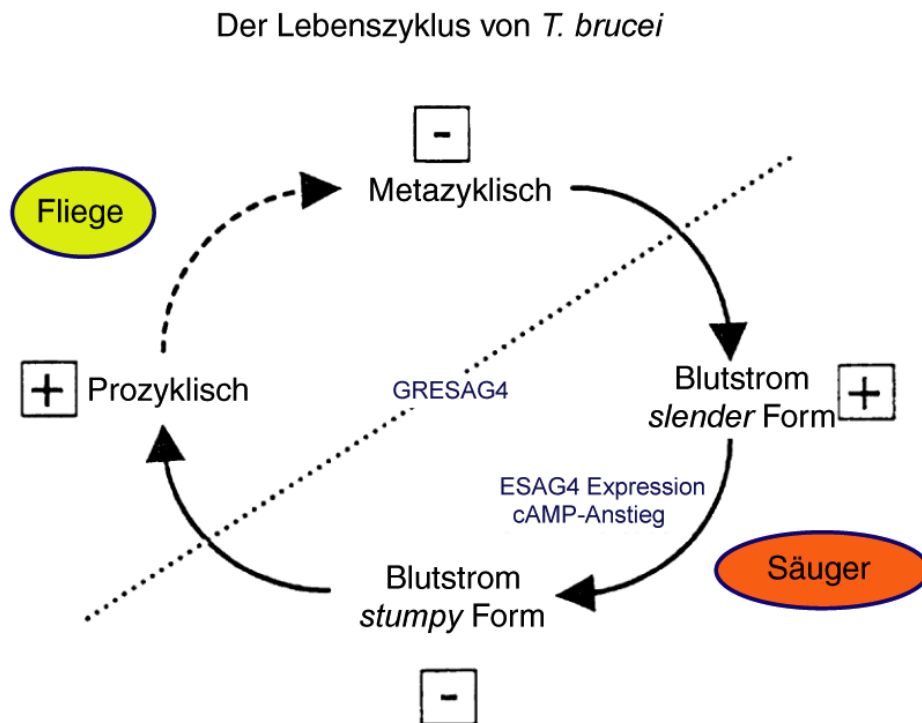 Der Lebenszyklus von T. brucei
-
Metazyklisch
Fliege
+ Prozyklisch
GRESAG4
Blutstrom
slender Form +
ESAG4 Expression
cAMP-Anstieg
Säuger
Blutstrom
stumpy Form
-